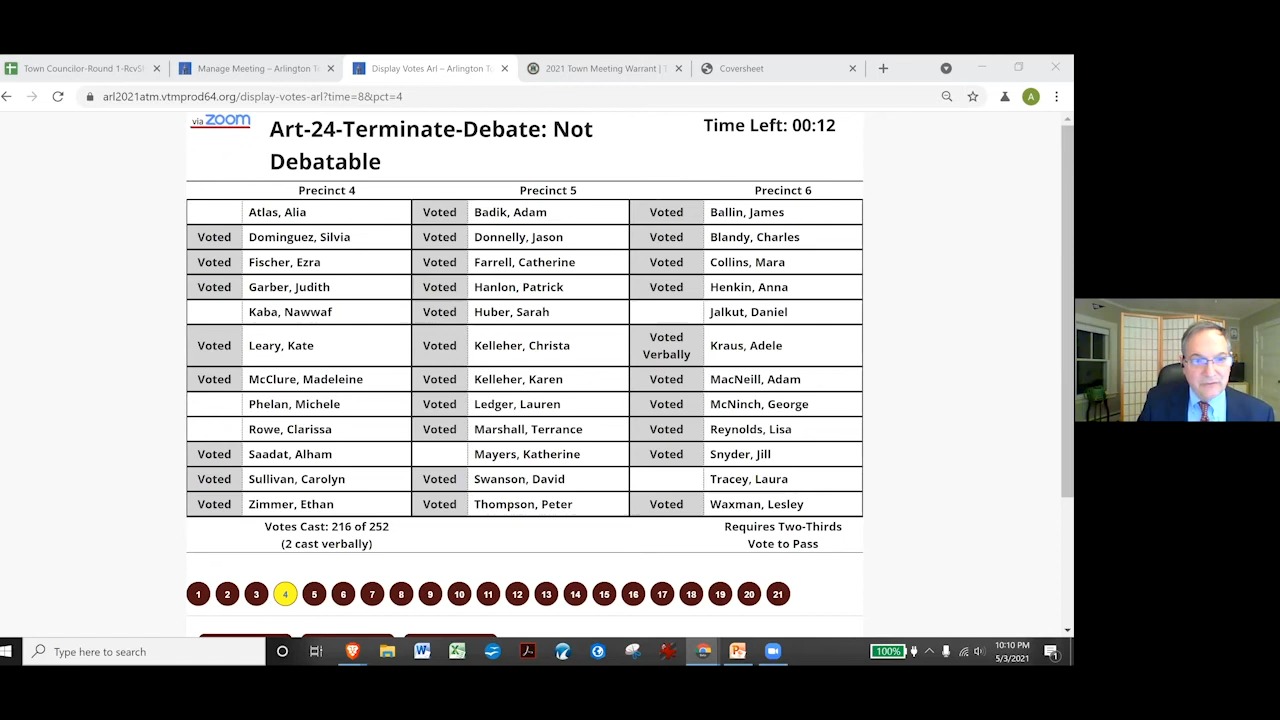 Town Councilor-Round 1-RcvSl
Manage Meeting – Arlington T
Display Votes Arl – Arlington T
2021 Town Meeting Warrant | T
Coversheet
arl2021atm.vtmprod64.org/display-votes-arl?time=8&pct=4
A
via zoom
Art-24-Terminate-Debate: Not
Debatable
Time Left: 00:12
Precinct 4 Precinct 5 Precinct 6
Atlas, Alia Voted Badik, Adam Voted Ballin, James
Voted Dominguez, Silvia Voted Donnelly, Jason Voted Blandy, Charles
Voted Fischer, Ezra Voted Farrell, Catherine Voted Collins, Mara
Voted Garber, Judith Voted Hanlon, Patrick Voted Henkin, Anna
Kaba, Nawwaf Voted Huber, Sarah Jalkut, Daniel
Voted Leary, Kate Voted Kelleher, Christa Voted Verbally Kraus, Adele
Voted McClure, Madeleine Voted Kelleher, Karen Voted MacNeill, Adam
Phelan, Michele Voted Ledger, Lauren Voted McNinch, George
Rowe, Clarissa Voted Marshall, Terrance Voted Reynolds, Lisa
Voted Saadat, Alham Mayers, Katherine Voted Snyder, Jill
Voted Sullivan, Carolyn Voted Swanson, David Tracey, Laura
Voted Zimmer, Ethan Voted Thompson, Peter Voted Waxman, Lesley
Votes Cast: 216 of 252 Requires Two-Thirds
(2 cast verbally) Vote to Pass
1 2 3 4 5 6 7 8 9 10 11 12 13 14 15 16 17 18 19 20 21
Type here to search
100%
10:10 PM
5/3/2021
1